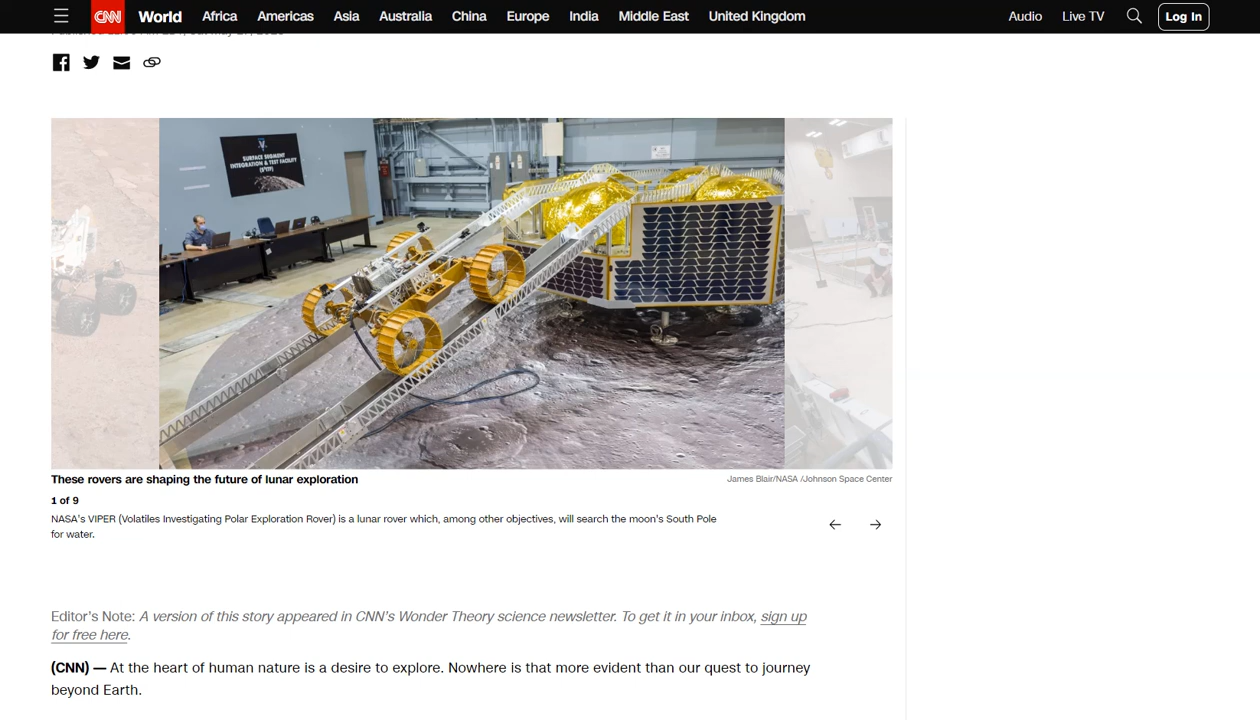 CNN World Africa Americas Asia Australia China Europe India Middle East United Kingdom Audio Live TV Log In
SURFACE SEGMENT
INTEGRATION & TEST FACILITY
These rovers are shaping the future of lunar exploration
James Blair/NASA /Johnson Space Center
1 of 9
NASA's VIPER (Volatiles Investigating Polar Exploration Rover) is a lunar rover which, among other objectives, will search the moon's South Pole
for water.
Editor's Note: A version of this story appeared in CNN's Wonder Theory science newsletter. To get it in your inbox, sign up
for free here.
(CNN) — At the heart of human nature is a desire to explore. Nowhere is that more evident than our quest to journey
beyond Earth.